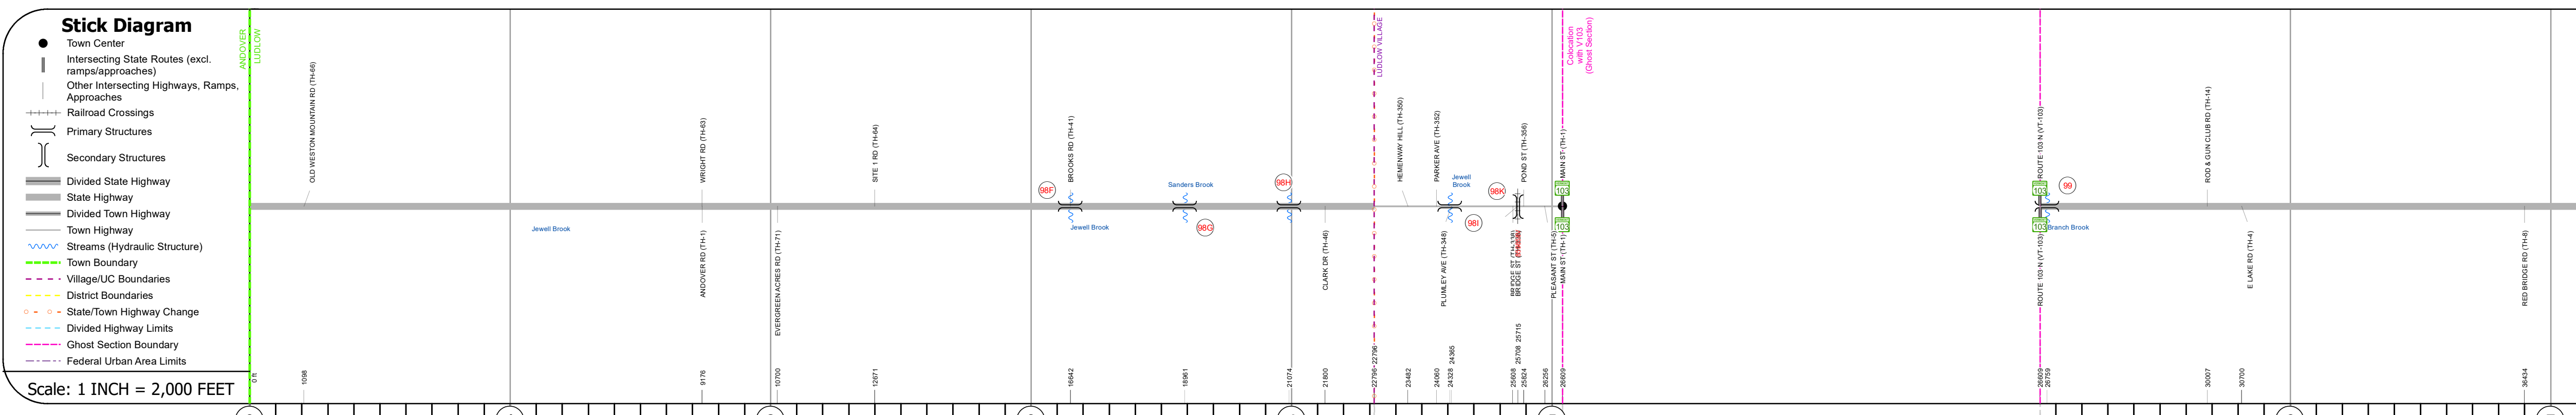 Stick Diagram
Town Center
Intersecting State Routes (excl.
ramps/approaches)
Other Intersecting Highways, Ramps,
Approaches
Railroad Crossings
Primary Structures
Secondary Structures
Divided State Highway
State Highway
Divided Town Highway
Town Highway
Streams (Hydraulic Structure)
Town Boundary
Village/UC Boundaries
District Boundaries
State/Town Highway Change
Divided Highway Limits
Ghost Section Boundary
Federal Urban Area Limits
Scale: 1 INCH = 2,000 FEET
ANDOVER
LUDLOW
OLD WESTON MOUNTAIN RD (TH-66)
Jewell Brook
WRIGHT RD (TH-63)
ANDOVER RD (TH-1)
EVERGREEN ACRES RD (TH-71)
SITE 1 RD (TH-64)
98F
BROOKS RD (TH-41)
Jewell Brook
Sanders Brook
98G
98H
CLARK DR (TH-46)
LUDLOW VILLAGE
HEMENWAY HILL (TH-350)
PARKER AVE (TH-352)
PLUMLEY AVE (TH-348)
Jewell
Brook
98I
98K
BRIDGE ST
BRIDGE ST
POND ST (TH-356)
PLEASANT ST (TH-5)
MAIN ST (TH-1)
MAIN ST (TH-1)
103
103
Colocation
with V103
(Ghost Section)
ROUTE 103 N (VT-103)
ROUTE 103 N (VT-103)
103
103
99
Branch Brook
ROD & GUN CLUB RD (TH-14)
E LAKE RD (TH-4)
RED BRIDGE RD (TH-8)
0 ft
1098
9176
10700
12671
16642
18961
21074
21800
22796
22796
23482
24060
24328
24365
25608
25708
25715
25824
26256
26609
26609
26759
30007
30700
36434